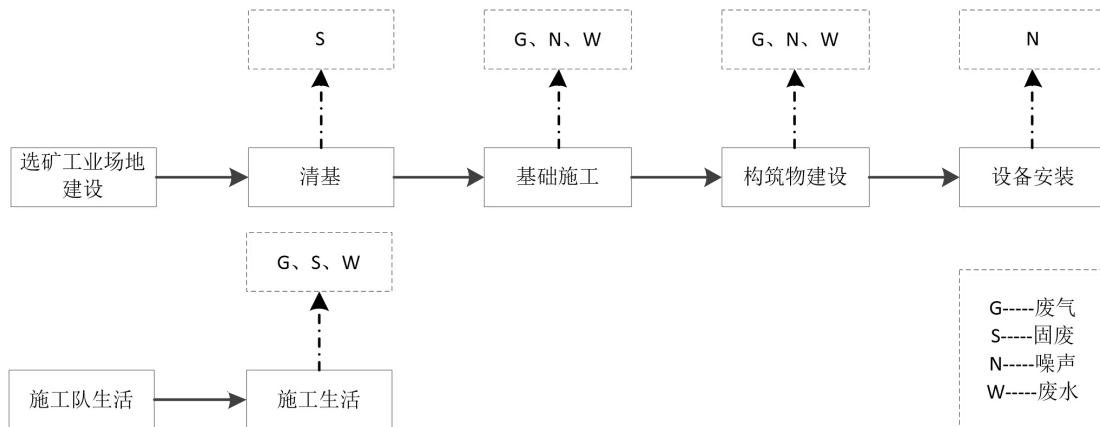 S
G、N、W
G、N、W
N
选矿工业场地
建设
清基
基础施工
构筑物建设
设备安装
G、S、W
施工队生活
施工生活
G-----废气
S-----固废
N-----噪声
W-----废水